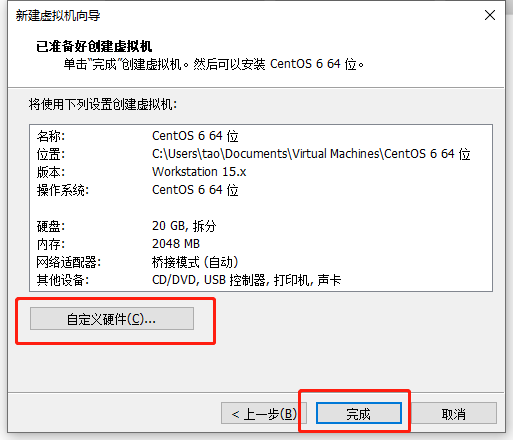 新建虚拟机向导
已准备好创建虚拟机
单击“完成”创建虚拟机。然后可以安装 CentOS 6 64 位。
将使用下列设置创建虚拟机:
名称: CentOS 6 64 位
位置: C:\Users\tao\Documents\Virtual Machines\CentOS 6 64 位
版本: Workstation 15.x
操作系统: CentOS 6 64 位
硬盘: 20 GB, 拆分
内存: 2048 MB
网络适配器: 桥接模式 (自动)
其他设备: CD/DVD, USB 控制器, 打印机, 声卡
自定义硬件(C)...
< 上一步(B) 完成 取消